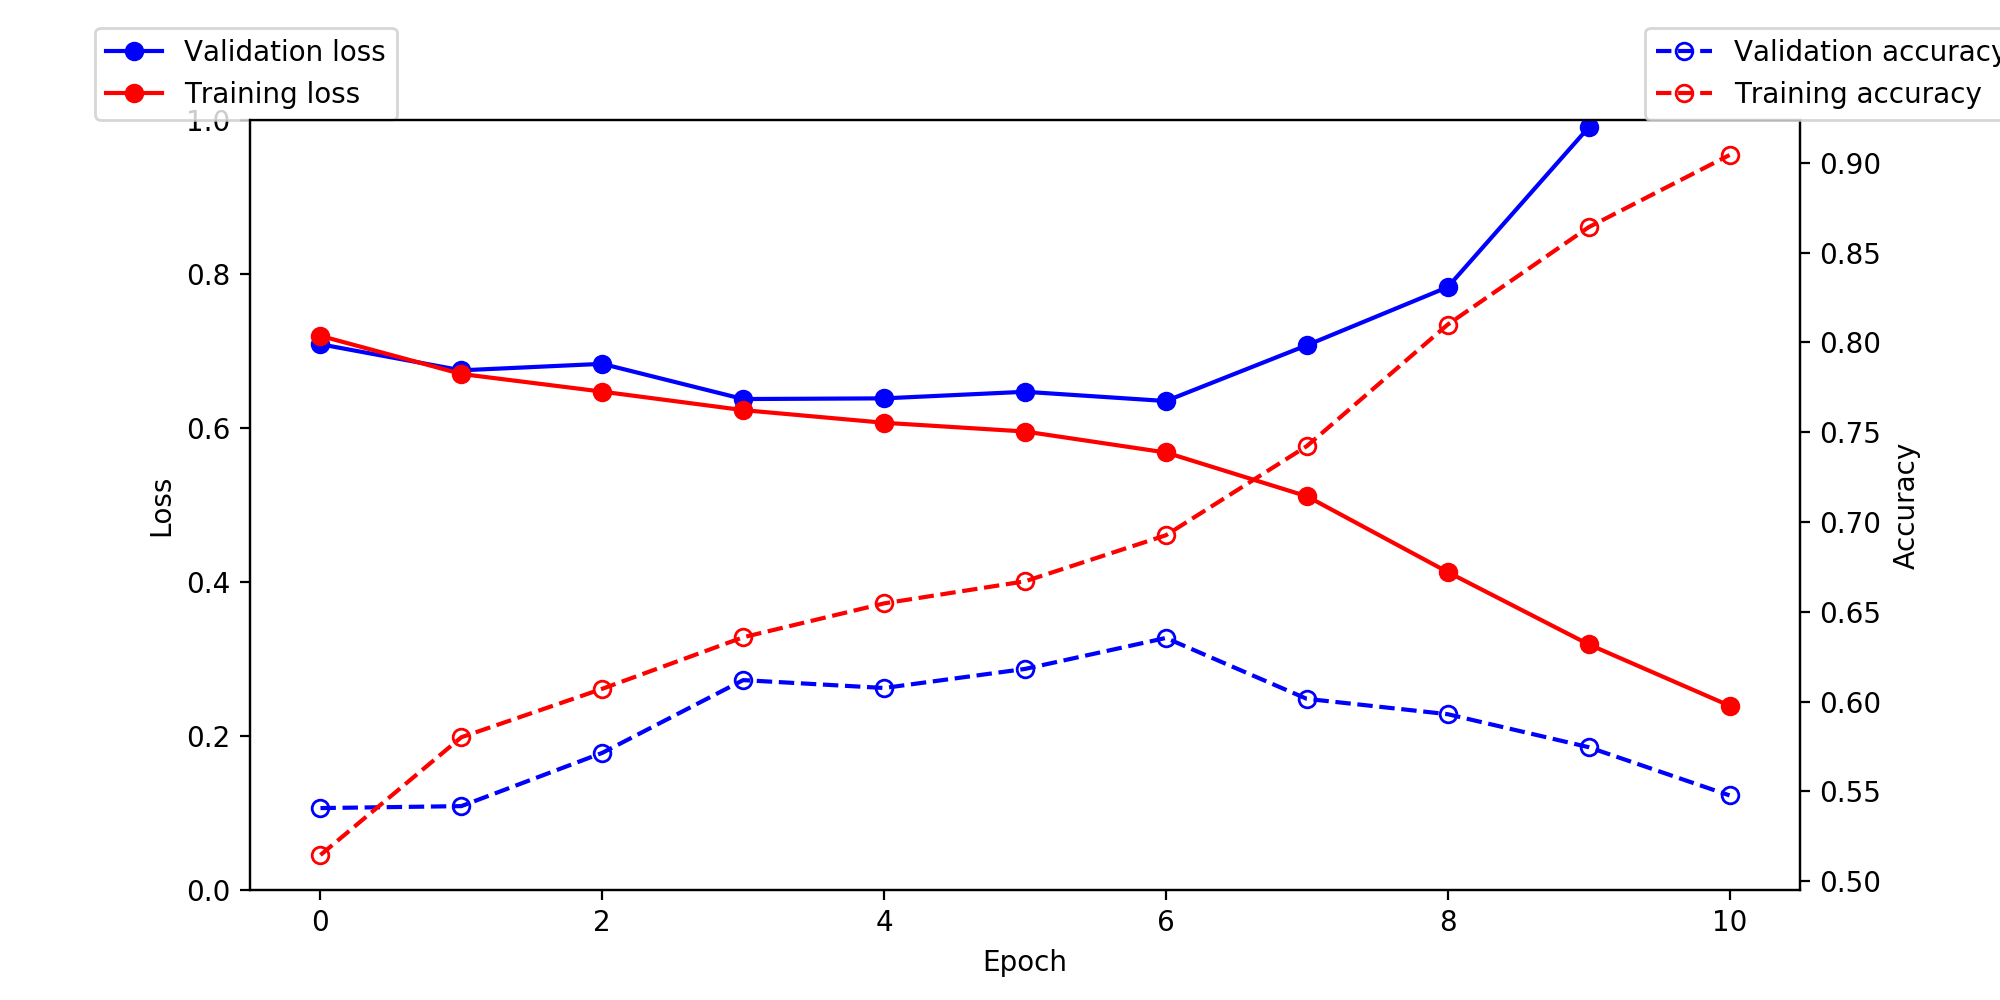 Validation loss
Training loss
Validation accuracy
Training accuracy
1.0
0.8
0.6
0.4
0.2
0.0
Loss
0.90
0.85
0.80
0.75
0.70
0.65
0.60
0.55
0.50
Accuracy
0 2 4 6 8 10
Epoch